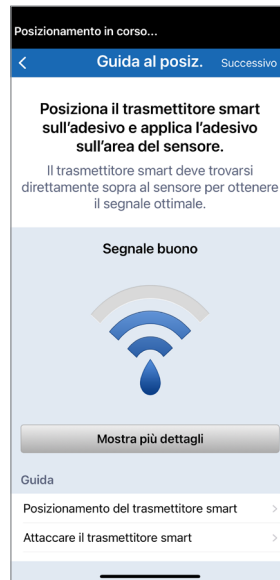 Posizionamento in corso...
Guida al posiz. Successivo
Posiziona il trasmettitore smart
sull'adesivo e applica l'adesivo
sull'area del sensore.
Il trasmettitore smart deve trovarsi
direttamente sopra al sensore per ottenere
il segnale ottimale.
Segnale buono
Mostra più dettagli
Guida
Posizionamento del trasmettitore smart
Attaccare il trasmettitore smart